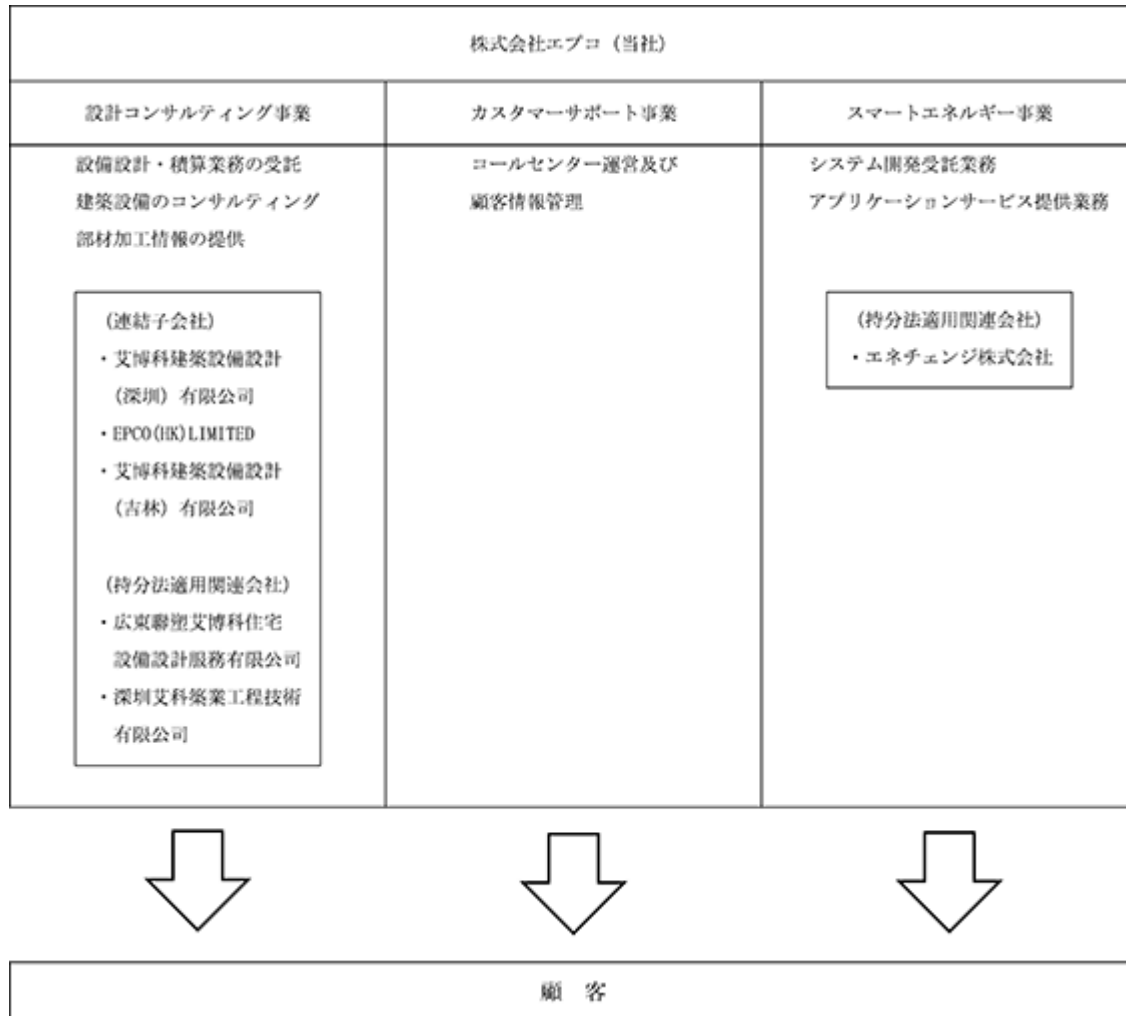 株式会社エプコ（当社）
設計コンサルティング事業
カスタマーサポート事業
スマートエネルギー事業
設備設計・積算業務の受託
建築設備のコンサルティング
部材加工情報の提供
(連結子会社)
・艾博科建築設備設計
(深圳) 有限公司
・EPCO(HK)LIMITED
・艾博科建築設備設計
(吉林) 有限公司
(持分法適用関連会社)
・広東聯塑艾博科住宅
設備設計服務有限公司
・深圳艾科築業工程技術
有限公司
コールセンター運営及び
顧客情報管理
システム開発受託業務
アプリケーションサービス提供業務
(持分法適用関連会社)
・エネチェンジ株式会社
顧　客